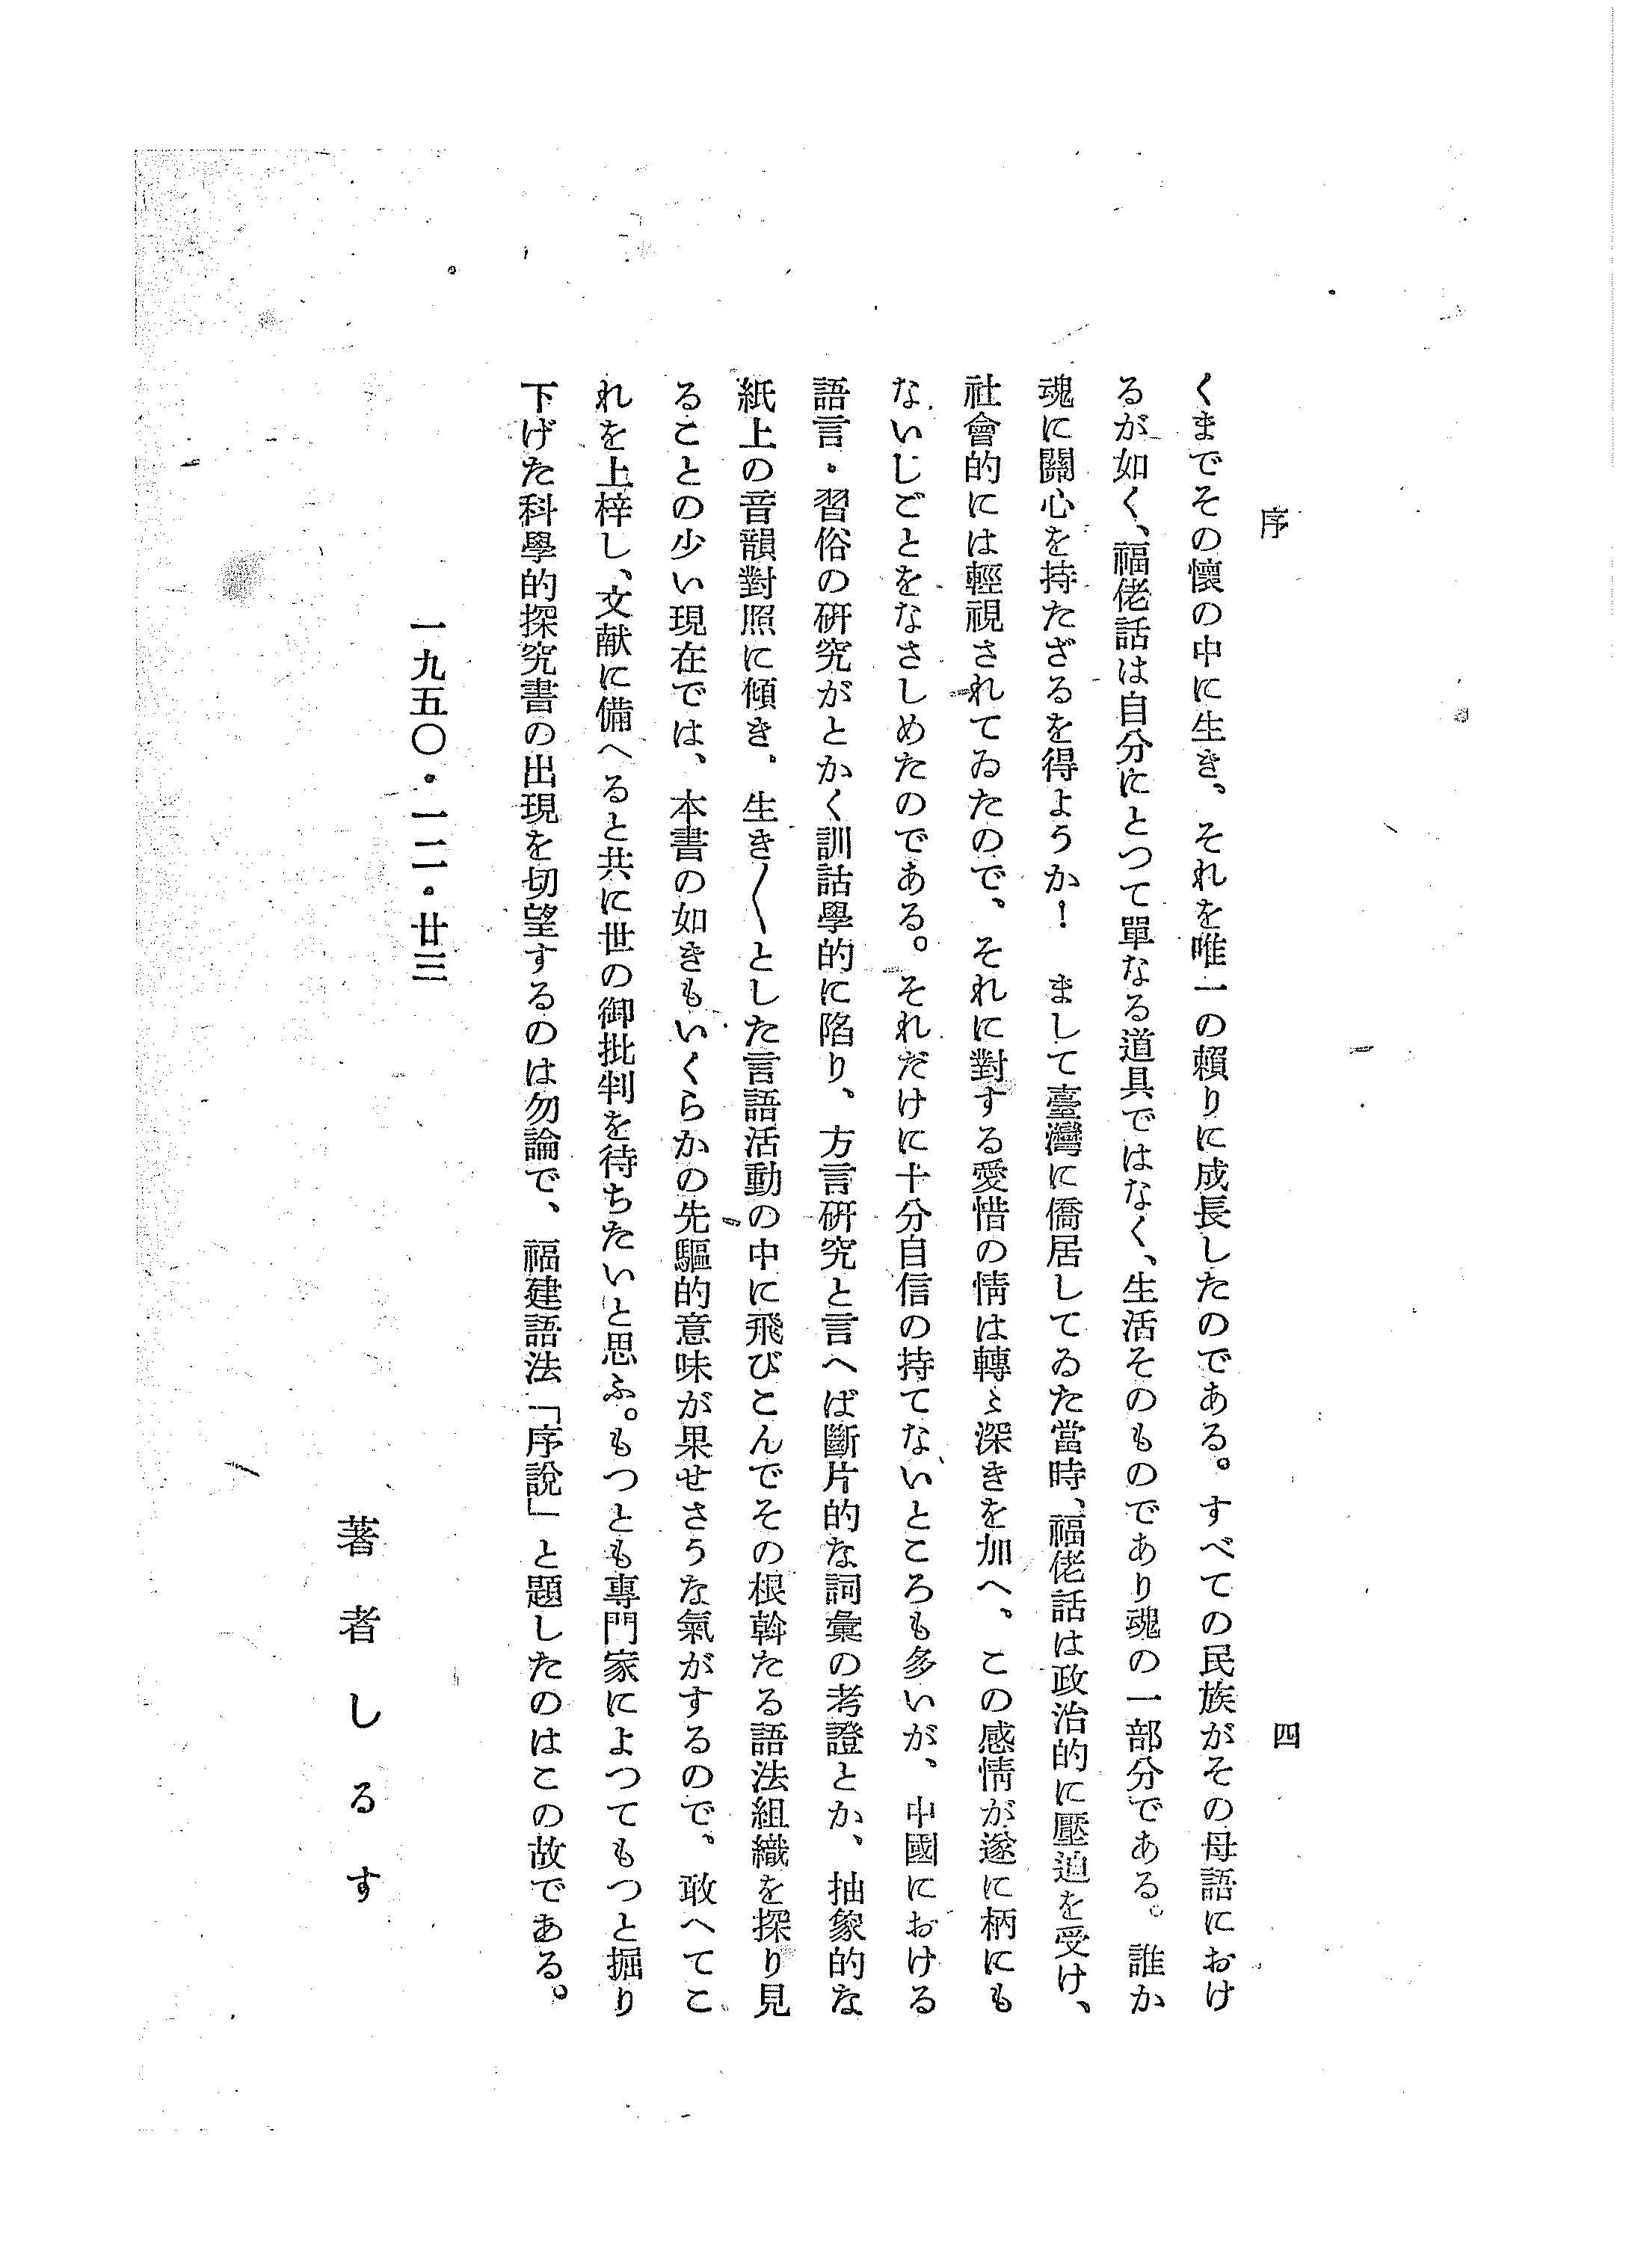 序
四
くまでその懷の中に生き、それを唯一の賴りに成長したのである。すべての民族がその母語におけ
るが如く、福佬話は自分にとつて單なる道具ではなく、生活そのものであり魂の一部分である。誰か
魂に關心を持たざるを得ようか！　まして臺灣に僑居してゐた當時、福佬話は政治的に壓迫を受け、
社會的には輕視されてゐたので、それに對する愛惜の情は轉〻深きを加へ、この感情が遂に柄にも
ないしごとをなさしめたのである。それだけに十分自信の持てないところも多いが、中國における
語言・習俗の研究がとかく訓詁學的に陷り、方言研究と言へば斷片的な詞彙の考證とか、抽象的な
紙上の音韻對照に傾き、生き〱とした言語活動の中に飛びこんでその根幹たる語法組織を探り見
ることの少い現在では、本書の如きもいくらかの先驅的意味が果せさうな氣がするので、敢へてこ
れを上梓し、文献に備へると共に世の御批判を待ちたいと思ふ。もつとも專門家によつてもつと掘り
下げた科學的探究書の出現を切望するのは勿論で、福建語法「序說」と題したのはこの故である。
一九五〇・一二・廿三
著者しるす